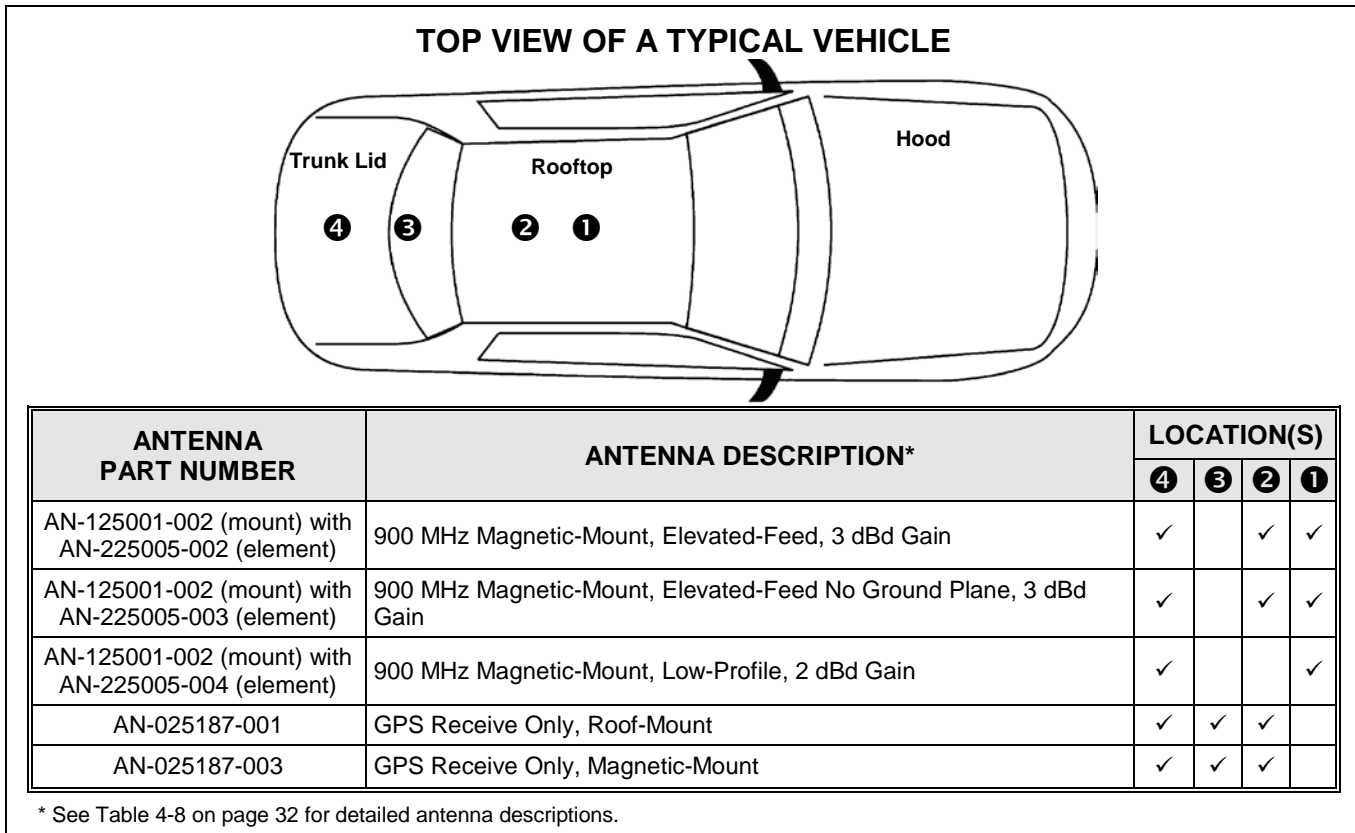 TOP VIEW OF A TYPICAL VEHICLE
Hood
Trunk Lid
Rooftop
❹ ❸ ❷ ❶
ANTENNA
PART NUMBER
ANTENNA DESCRIPTION*
LOCATION(S)
❹ ❸ ❷ ❶
AN-125001-002 (mount) with
AN-225005-002 (element)
900 MHz Magnetic-Mount, Elevated-Feed, 3 dBd Gain
✓ ✓ ✓
AN-125001-002 (mount) with
AN-225005-003 (element)
900 MHz Magnetic-Mount, Elevated-Feed No Ground Plane, 3 dBd
Gain
✓ ✓ ✓
AN-125001-002 (mount) with
AN-225005-004 (element)
900 MHz Magnetic-Mount, Low-Profile, 2 dBd Gain
✓ ✓
AN-025187-001
GPS Receive Only, Roof-Mount
✓ ✓ ✓
AN-025187-003
GPS Receive Only, Magnetic-Mount
✓ ✓ ✓
* See Table 4-8 on page 32 for detailed antenna descriptions.